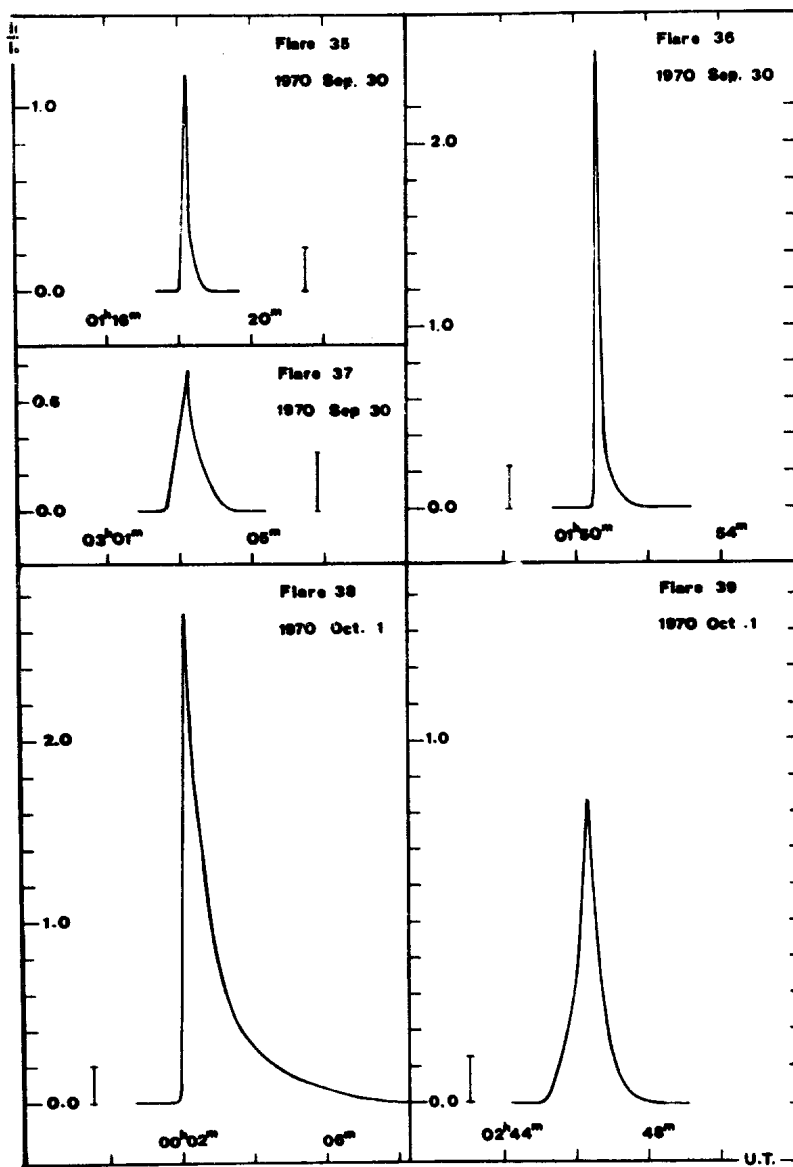 Flare 35
1970 Sep. 30
1.0
0.0
01ʰ16ᵐ 20ᵐ
Flare 36
1970 Sep. 30
2.0
1.0
0.0
01ʰ50ᵐ 54ᵐ
Flare 37
1970 Sep 30
0.5
0.0
03ʰ01ᵐ 05ᵐ
Flare 38
1970 Oct. 1
2.0
1.0
0.0
00ʰ02ᵐ 06ᵐ
Flare 39
1970 Oct .1
1.0
0.0
02ʰ44ᵐ 48ᵐ
U.T.